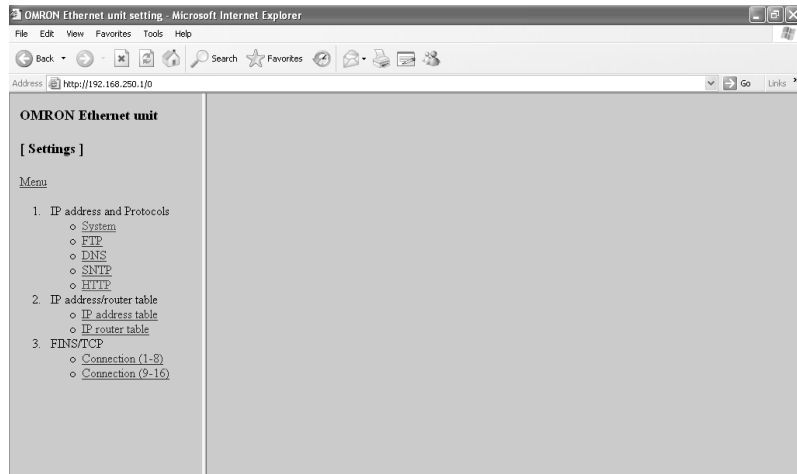 OMRON Ethernet unit setting - Microsoft Internet Explorer
File Edit View Favorites Tools Help
Back Search Favorites
Address http://192.168.250.1/0 Go Links
OMRON Ethernet unit
[ Settings ]
Menu
1. IP address and Protocols
System
FTP
DNS
SNTP
HTTP
2. IP address/router table
IP address table
IP router table
3. FINS/TCP
Connection (1-8)
Connection (9-16)